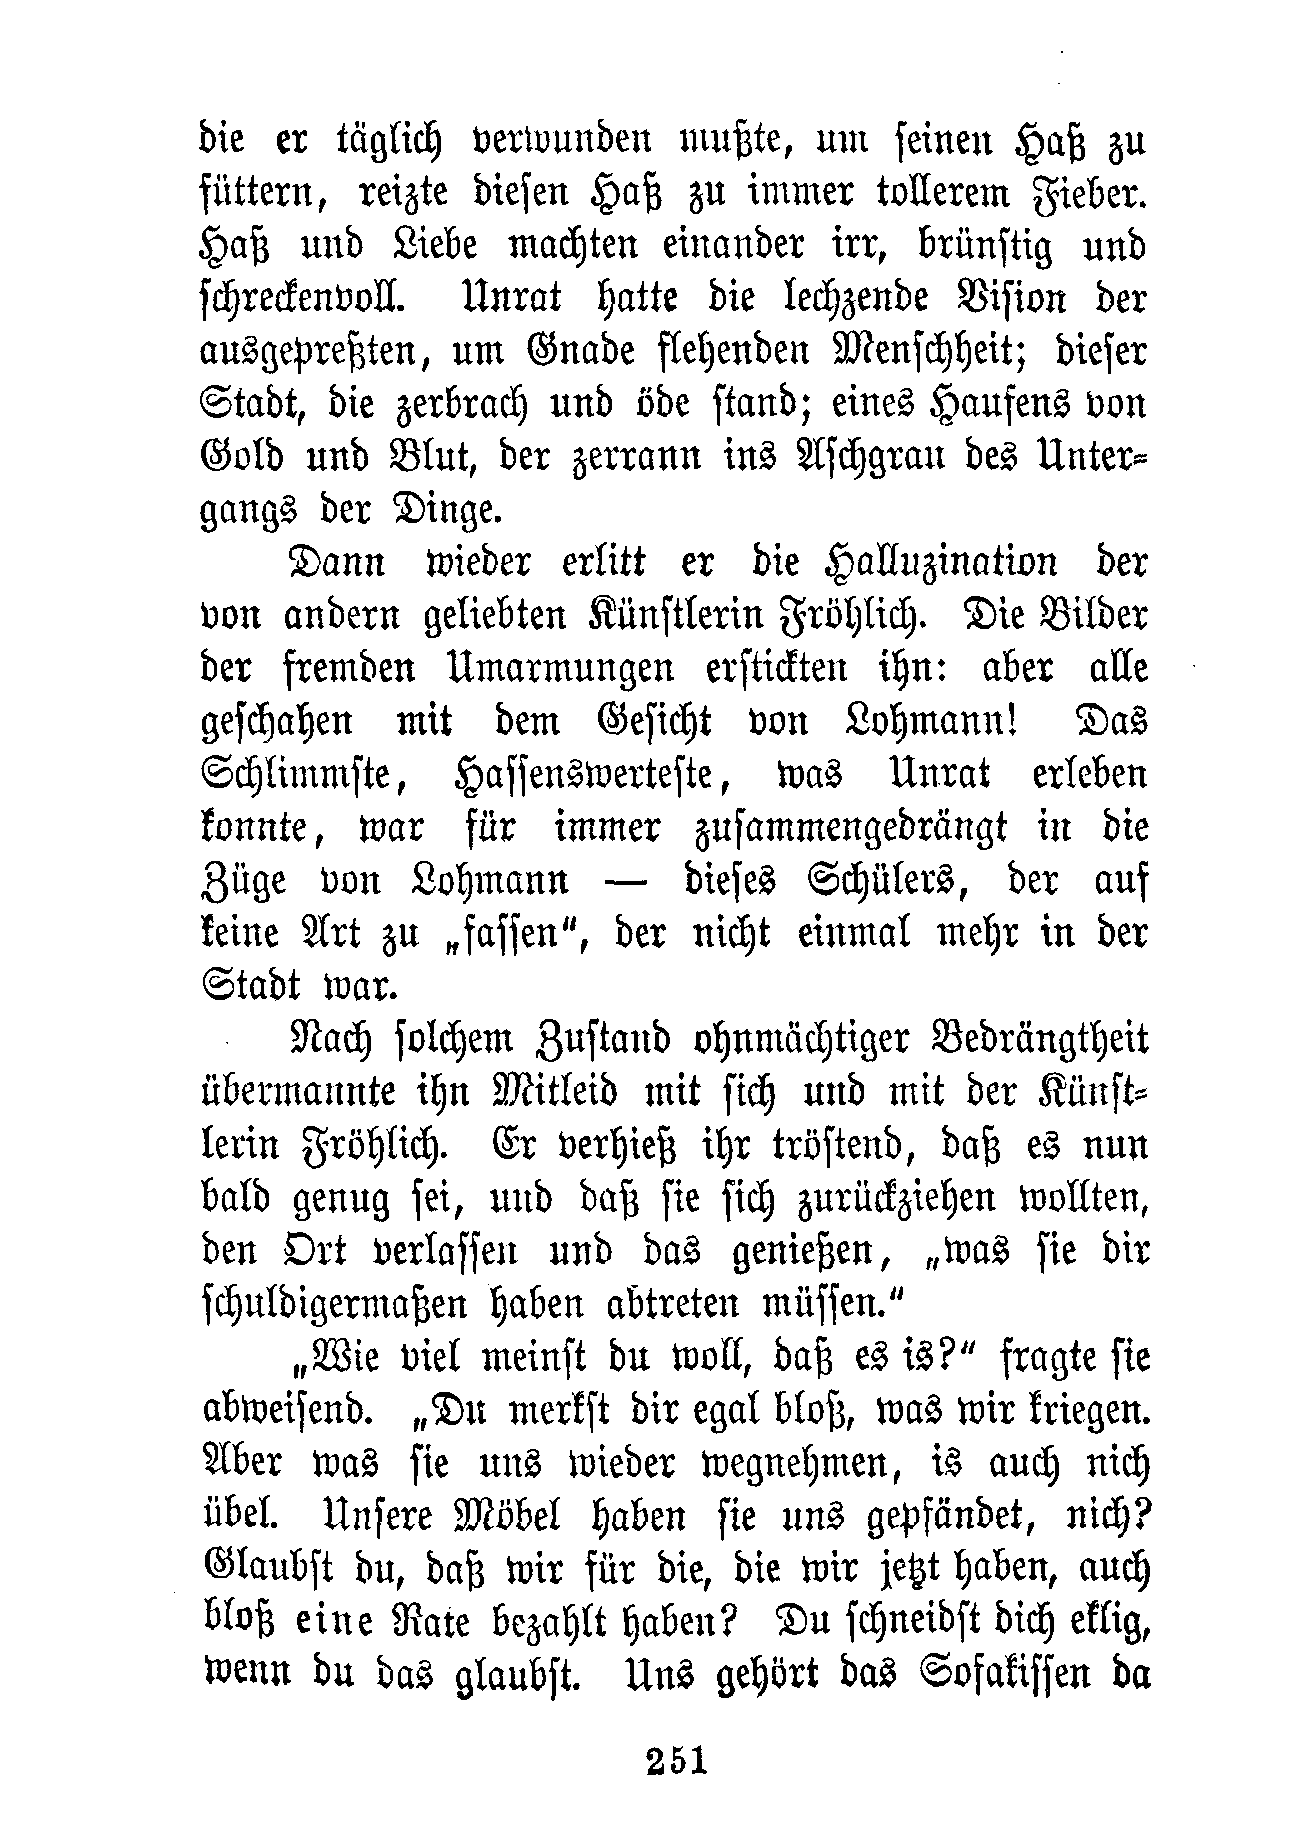 die er täglich verwunden mußte, um seinen Haß zu
füttern, reizte diesen Haß zu immer tollerem Fieber.
Haß und Liebe machten einander irr, brünstig und
schreckenvoll. Unrat hatte die lechzende Vision der
ausgepreßten, um Gnade flehenden Menschheit; dieser
Stadt, die zerbrach und öde stand; eines Haufens von
Gold und Blut, der zerrann ins Aschgrau des Unter-
gangs der Dinge.
Dann wieder erlitt er die Halluzination der
von andern geliebten Künstlerin Fröhlich. Die Bilder
der fremden Umarmungen erstickten ihn: aber alle
geschahen mit dem Gesicht von Lohmann! Das
Schlimmste, Hassenswerteste, was Unrat erleben
konnte, war für immer zusammengedrängt in die
Züge von Lohmann — dieses Schülers, der auf
keine Art zu „fassen“, der nicht einmal mehr in der
Stadt war.
Nach solchem Zustand ohnmächtiger Bedrängtheit
übermannte ihn Mitleid mit sich und mit der Künst-
lerin Fröhlich. Er verhieß ihr tröstend, daß es nun
bald genug sei, und daß sie sich zurückziehen wollten,
den Ort verlassen und das genießen, „was sie dir
schuldigermaßen haben abtreten müssen.“
„Wie viel meinst du woll, daß es is?“ fragte sie
abweisend. „Du merkst dir egal bloß, was wir kriegen.
Aber was sie uns wieder wegnehmen, is auch nich
übel. Unsere Möbel haben sie uns gepfändet, nich?
Glaubst du, daß wir für die, die wir jetzt haben, auch
bloß eine Rate bezahlt haben? Du schneidst dich eklig,
wenn du das glaubst. Uns gehört das Sofakissen da
251